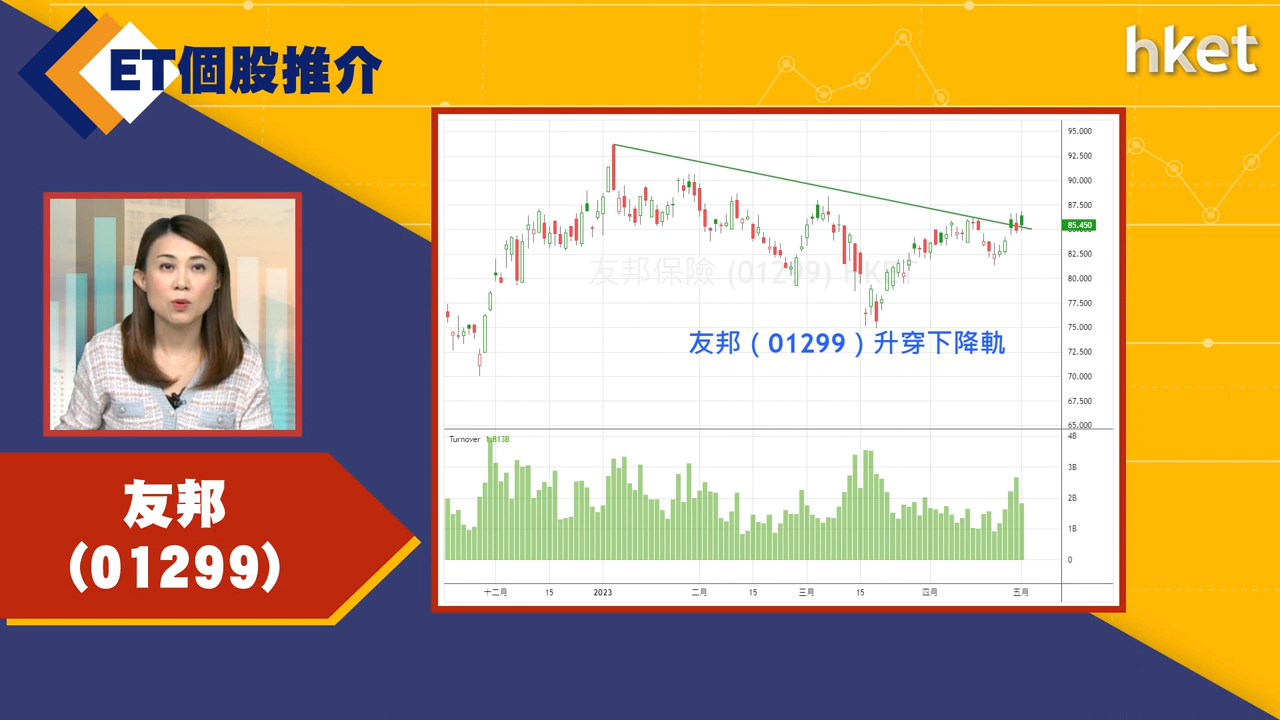 ET個股推介
hket
友邦
(01299)
友邦保險 (01299) HKET
友邦（01299）升穿下降軌
95.000
92.500
90.000
87.500
85.450
82.500
80.000
77.500
75.000
72.500
70.000
67.500
65.000
Turnover 1.813B
4B
3B
2B
1B
0
十二月 15 2023 二月 15 三月 15 四月 五月